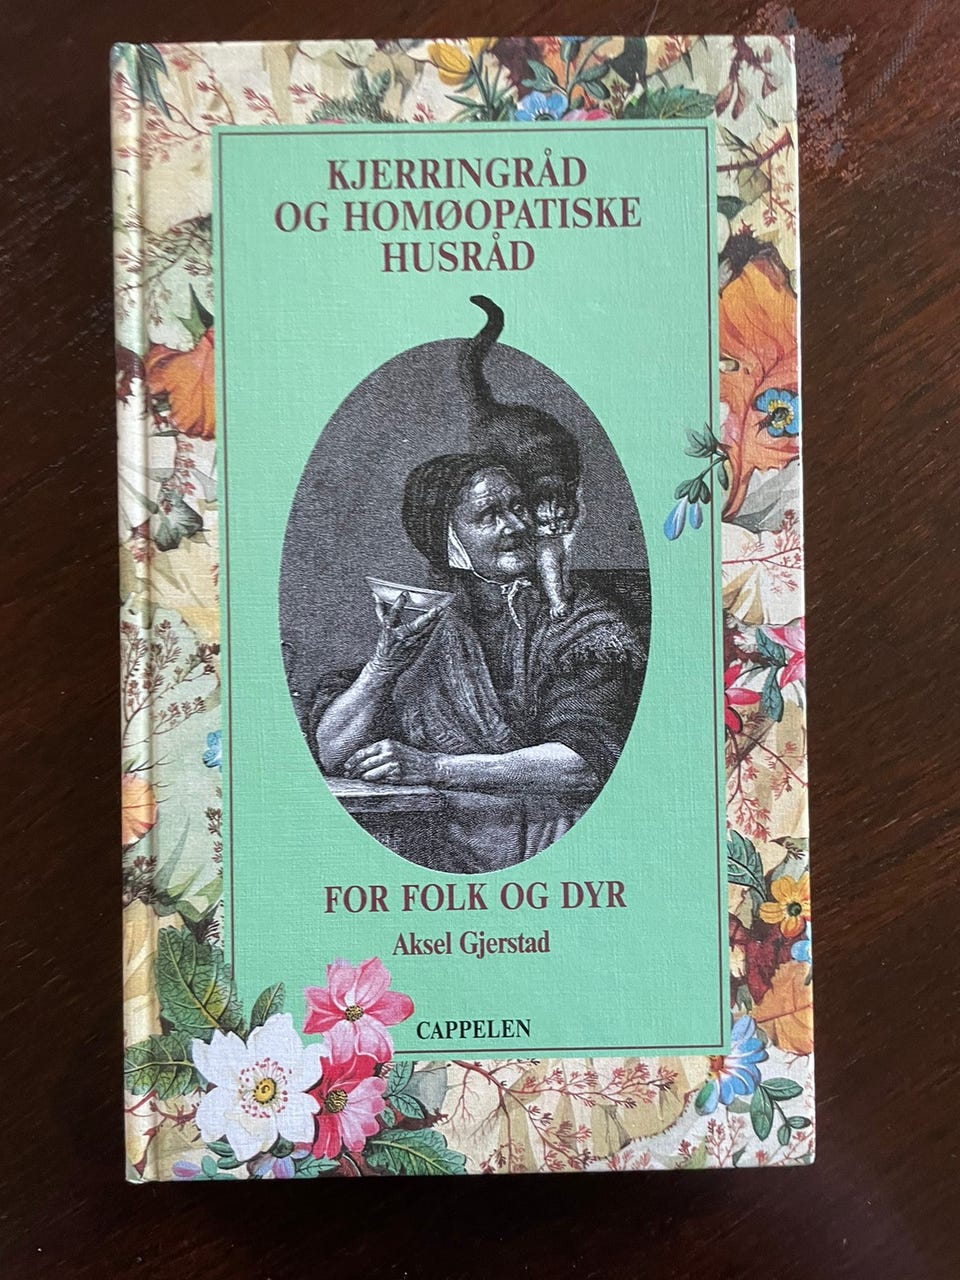 KJERRINGRÅD
OG HOMØOPATISKE
HUSRÅD
FOR FOLK OG DYR
Aksel Gjerstad
CAPPELEN